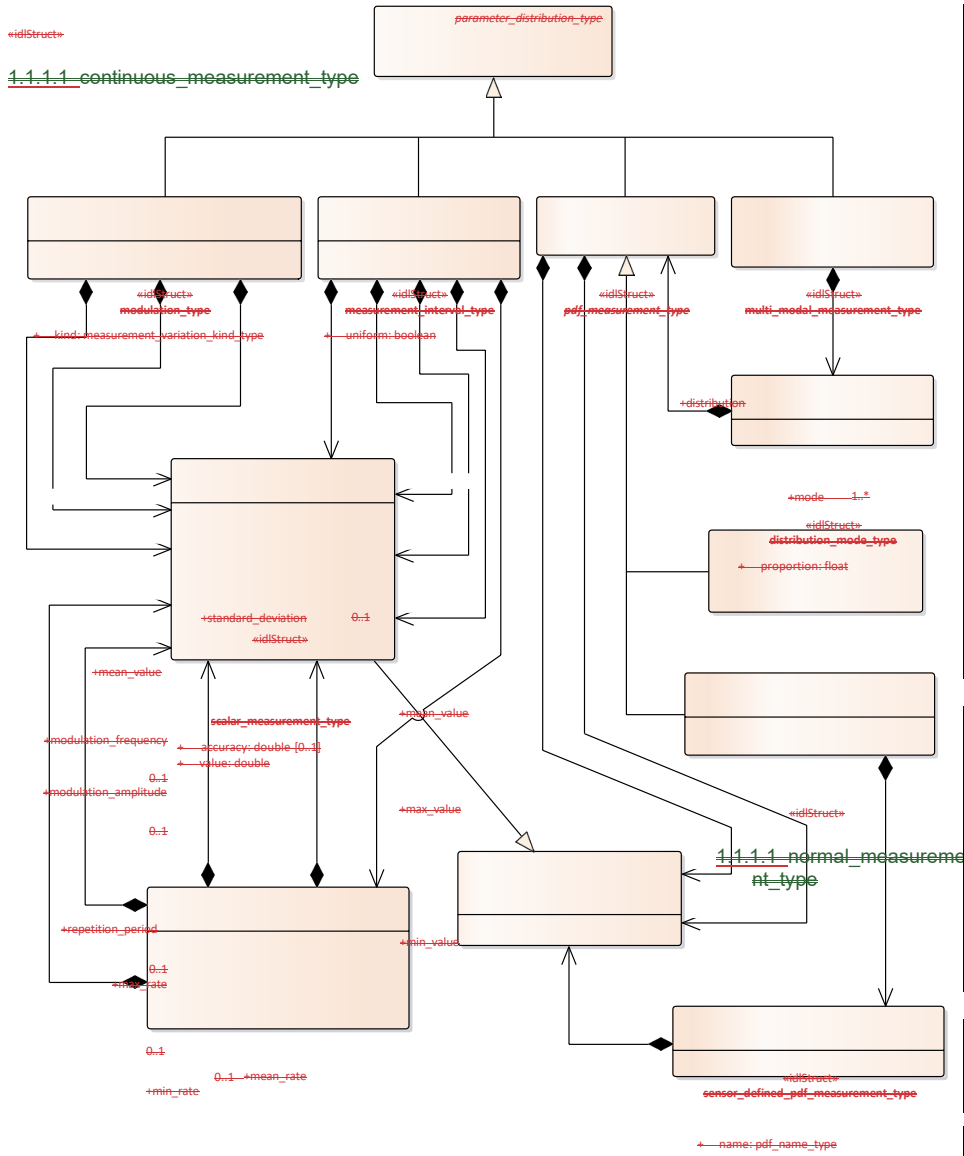 parameter_distribution_type
«idlStruct»
1.1.1.1 continuous_measurement_type
«idlStruct»
modulation_type
+ kind: measurement_variation_kind_type
«idlStruct»
measurement_interval_type
+ uniform: boolean
«idlStruct»
pdf_measurement_type
«idlStruct»
multi_modal_measurement_type
+distribution
+mode 1..*
«idlStruct»
distribution_mode_type
+ proportion: float
+standard_deviation 0..1
«idlStruct»
+mean_value
+mean_value
scalar_measurement_type
+modulation_frequency
+ accuracy: double [0..1]
+ value: double
0..1
+modulation_amplitude
+max_value
«idlStruct»
0..1
1.1.1.1 normal_measureme
nt_type
+repetition_period
+min_value
0..1
+max_rate
0..1
0..1 +mean_rate
+min_rate
«idlStruct»
sensor_defined_pdf_measurement_type
+ name: pdf_name_type